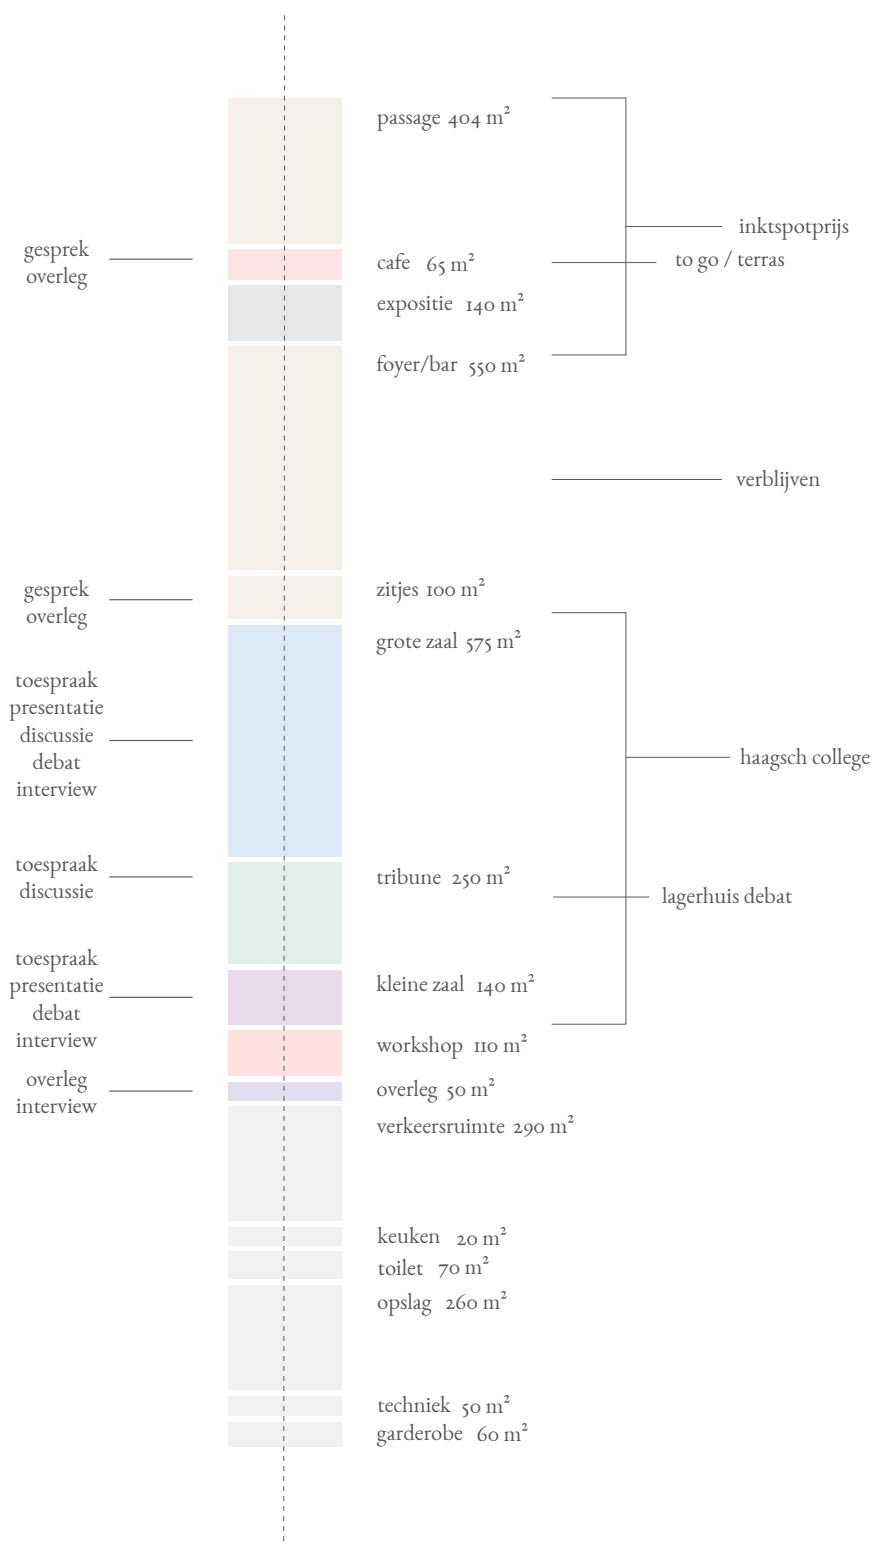 passage 404 m²
inktspotprijs
gesprek
overleg
cafe 65 m²
to go / terras
expositie 140 m²
foyer/bar 550 m²
verblijven
gesprek
overleg
zitjes 100 m²
grote zaal 575 m²
toespraak
presentatie
discussie
debat
interview
haagsch college
toespraak
discussie
tribune 250 m²
lagerhuis debat
toespraak
presentatie
debat
interview
kleine zaal 140 m²
workshop 110 m²
overleg
interview
overleg 50 m²
verkeersruimte 290 m²
keuken 20 m²
toilet 70 m²
opslag 260 m²
techniek 50 m²
garderobe 60 m²